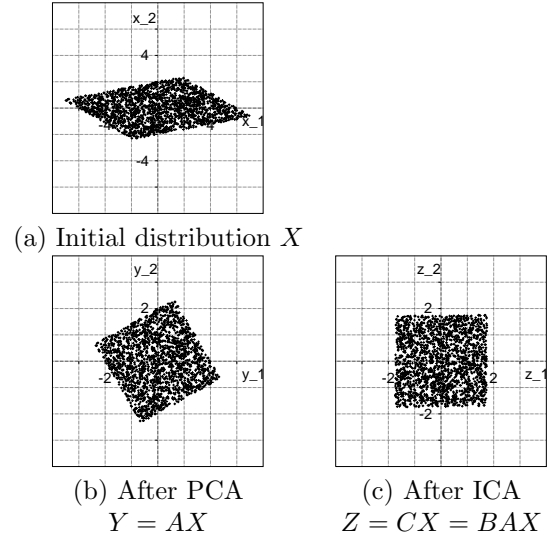 x_2
4
x_1
-4
(a) Initial distribution X
y_2
2
-2
y_1
(b) After PCA
Y = AX
z_2
2
-2
2
z_1
-2
(c) After ICA
Z = CX = BAX